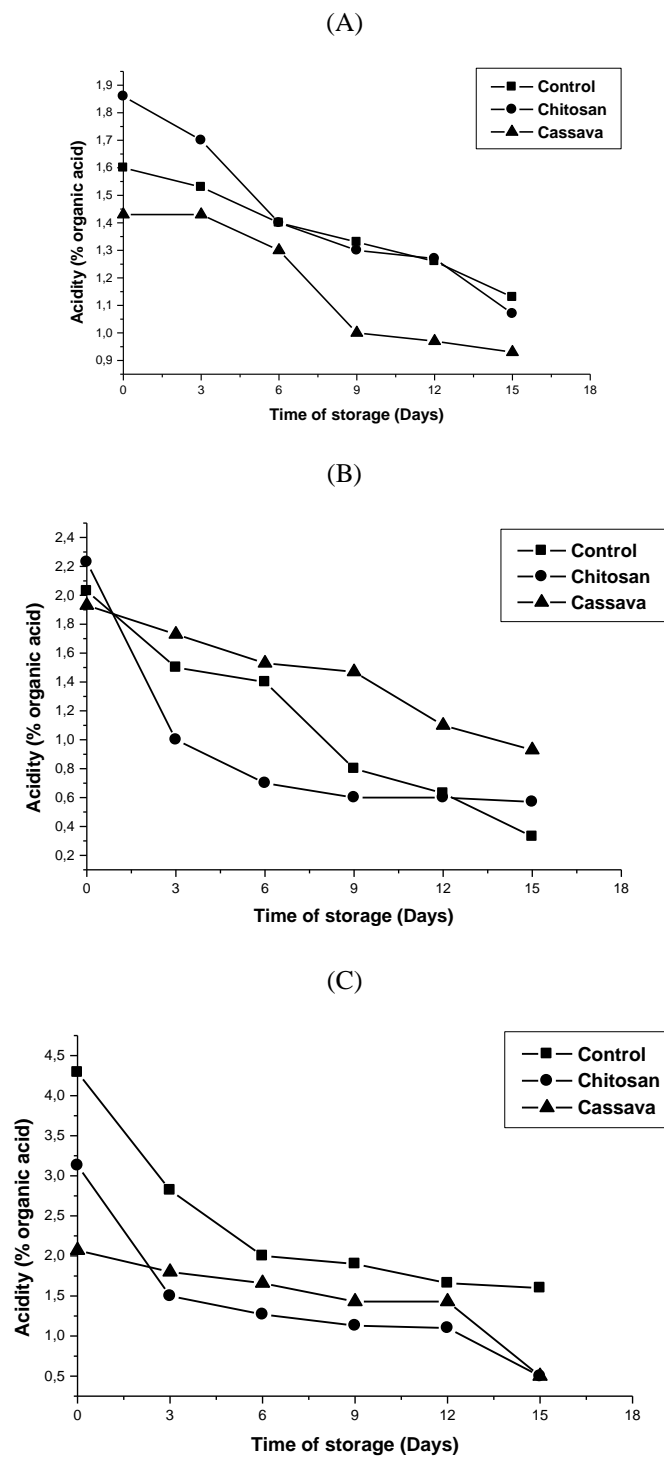 (A)
Control
Chitosan
Cassava
1,9
1,8
1,7
1,6
1,5
1,4
1,3
1,2
1,1
1,0
0,9
Acidity (% organic acid)
0 3 6 9 12 15 18
Time of storage (Days)
(B)
Control
Chitosan
Cassava
2,4
2,2
2,0
1,8
1,6
1,4
1,2
1,0
0,8
0,6
0,4
0,2
Acidity (% organic acid)
0 3 6 9 12 15 18
Time of storage (Days)
(C)
Control
Chitosan
Cassava
4,5
4,0
3,5
3,0
2,5
2,0
1,5
1,0
0,5
Acidity (% organic acid)
0 3 6 9 12 15 18
Time of storage (Days)